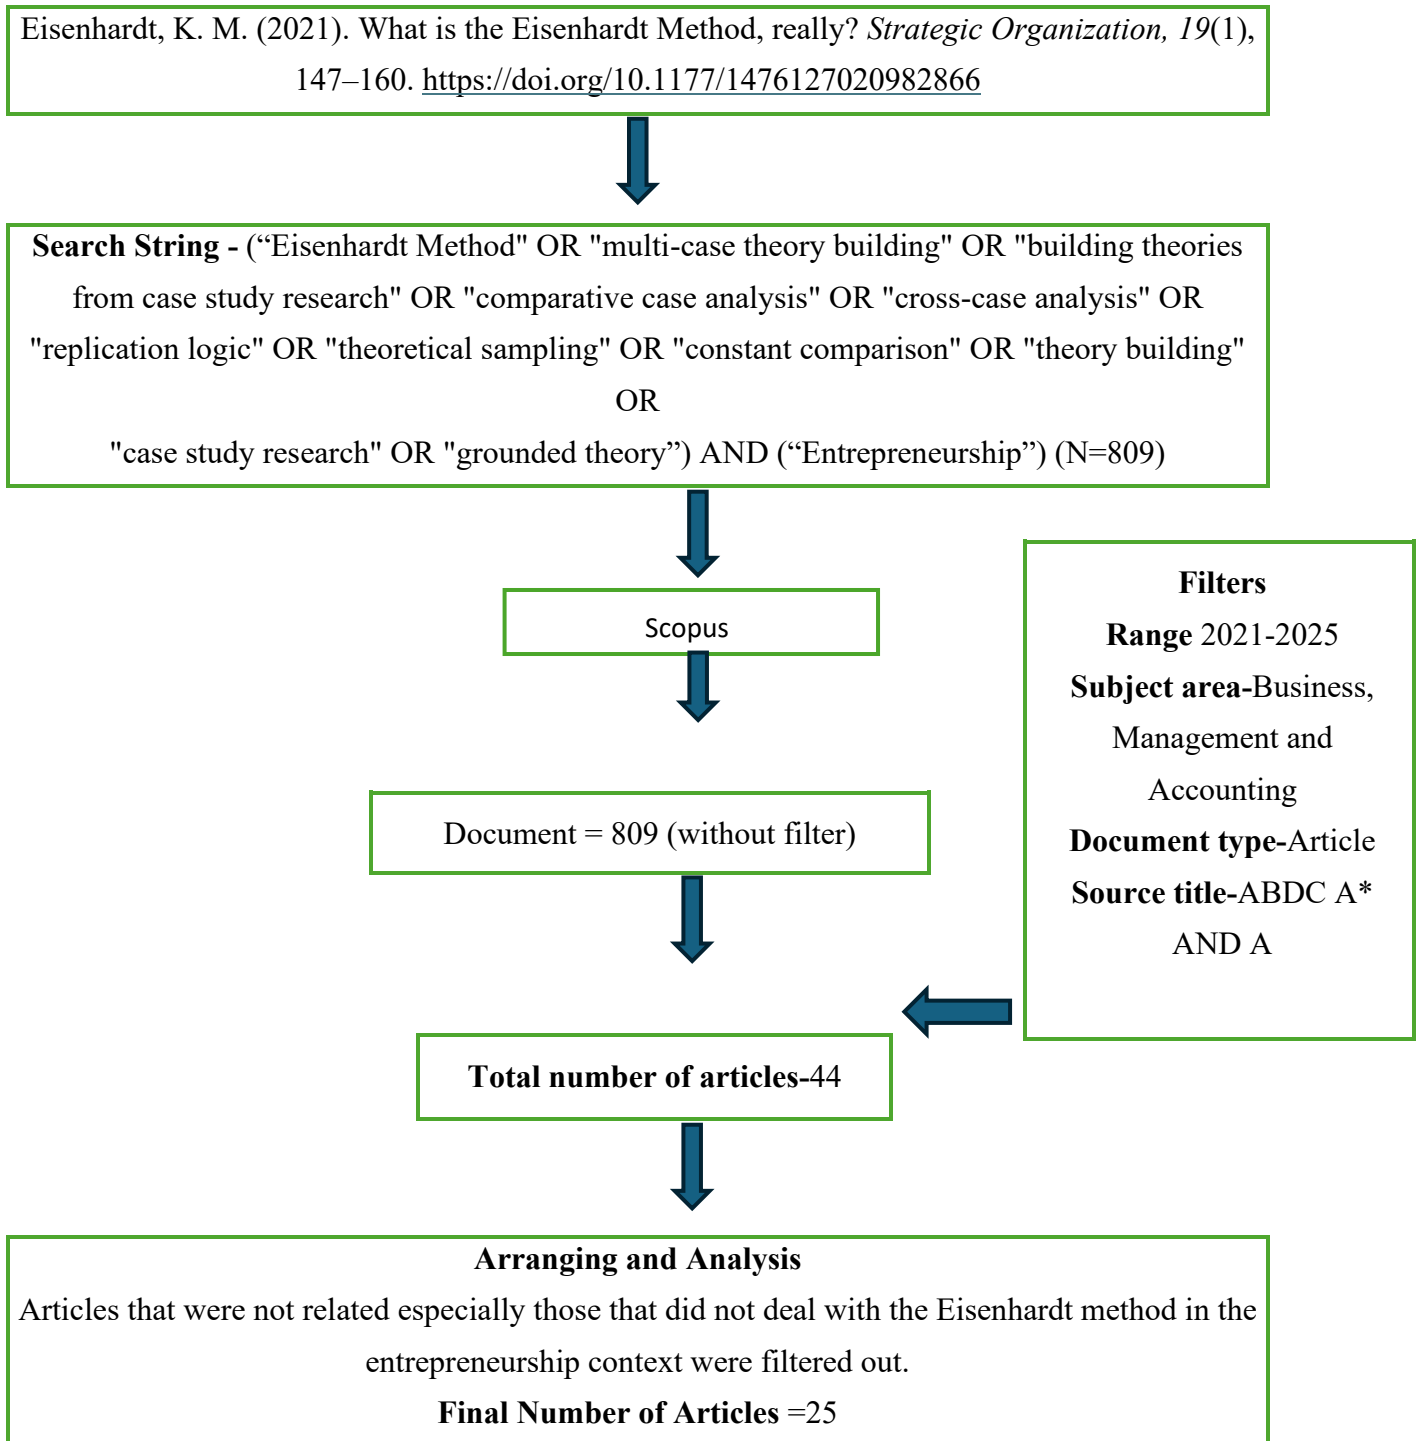 Eisenhardt, K. M. (2021). What is the Eisenhardt Method, really? Strategic Organization, 19(1),
147–160. https://doi.org/10.1177/1476127020982866
Search String - (“Eisenhardt Method" OR "multi-case theory building" OR "building theories
from case study research" OR "comparative case analysis" OR "cross-case analysis" OR
"replication logic" OR "theoretical sampling" OR "constant comparison" OR "theory building"
OR
"case study research" OR "grounded theory”) AND (“Entrepreneurship”) (N=809)
Scopus
Document = 809 (without filter)
Filters
Range 2021-2025
Subject area-Business,
Management and
Accounting
Document type-Article
Source title-ABDC A*
AND A
Total number of articles-44
Arranging and Analysis
Articles that were not related especially those that did not deal with the Eisenhardt method in the
entrepreneurship context were filtered out.
Final Number of Articles =25